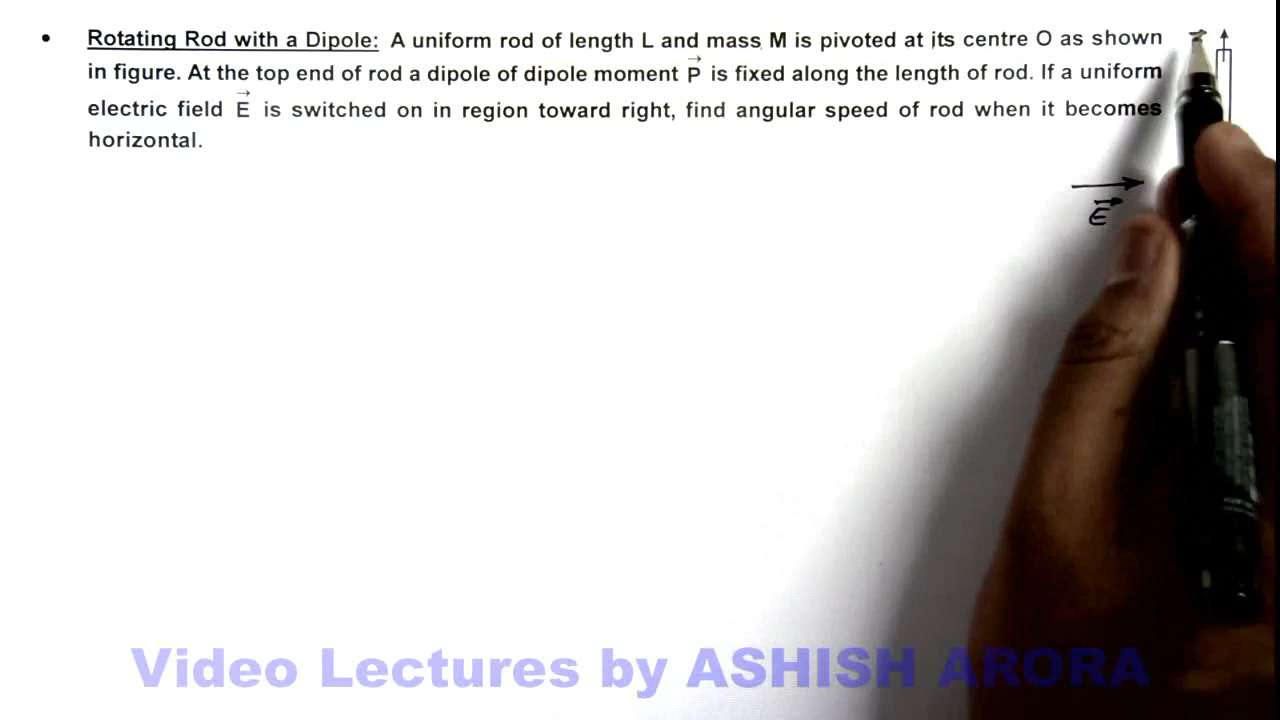 • Rotating Rod with a Dipole: A uniform rod of length L and mass M is pivoted at its centre O as shown
in figure. At the top end of rod a dipole of dipole moment P⃗ is fixed along the length of rod. If a uniform
electric field E⃗ is switched on in region toward right, find angular speed of rod when it becomes
horizontal.
E⃗
Video Lectures by ASHISH ARORA